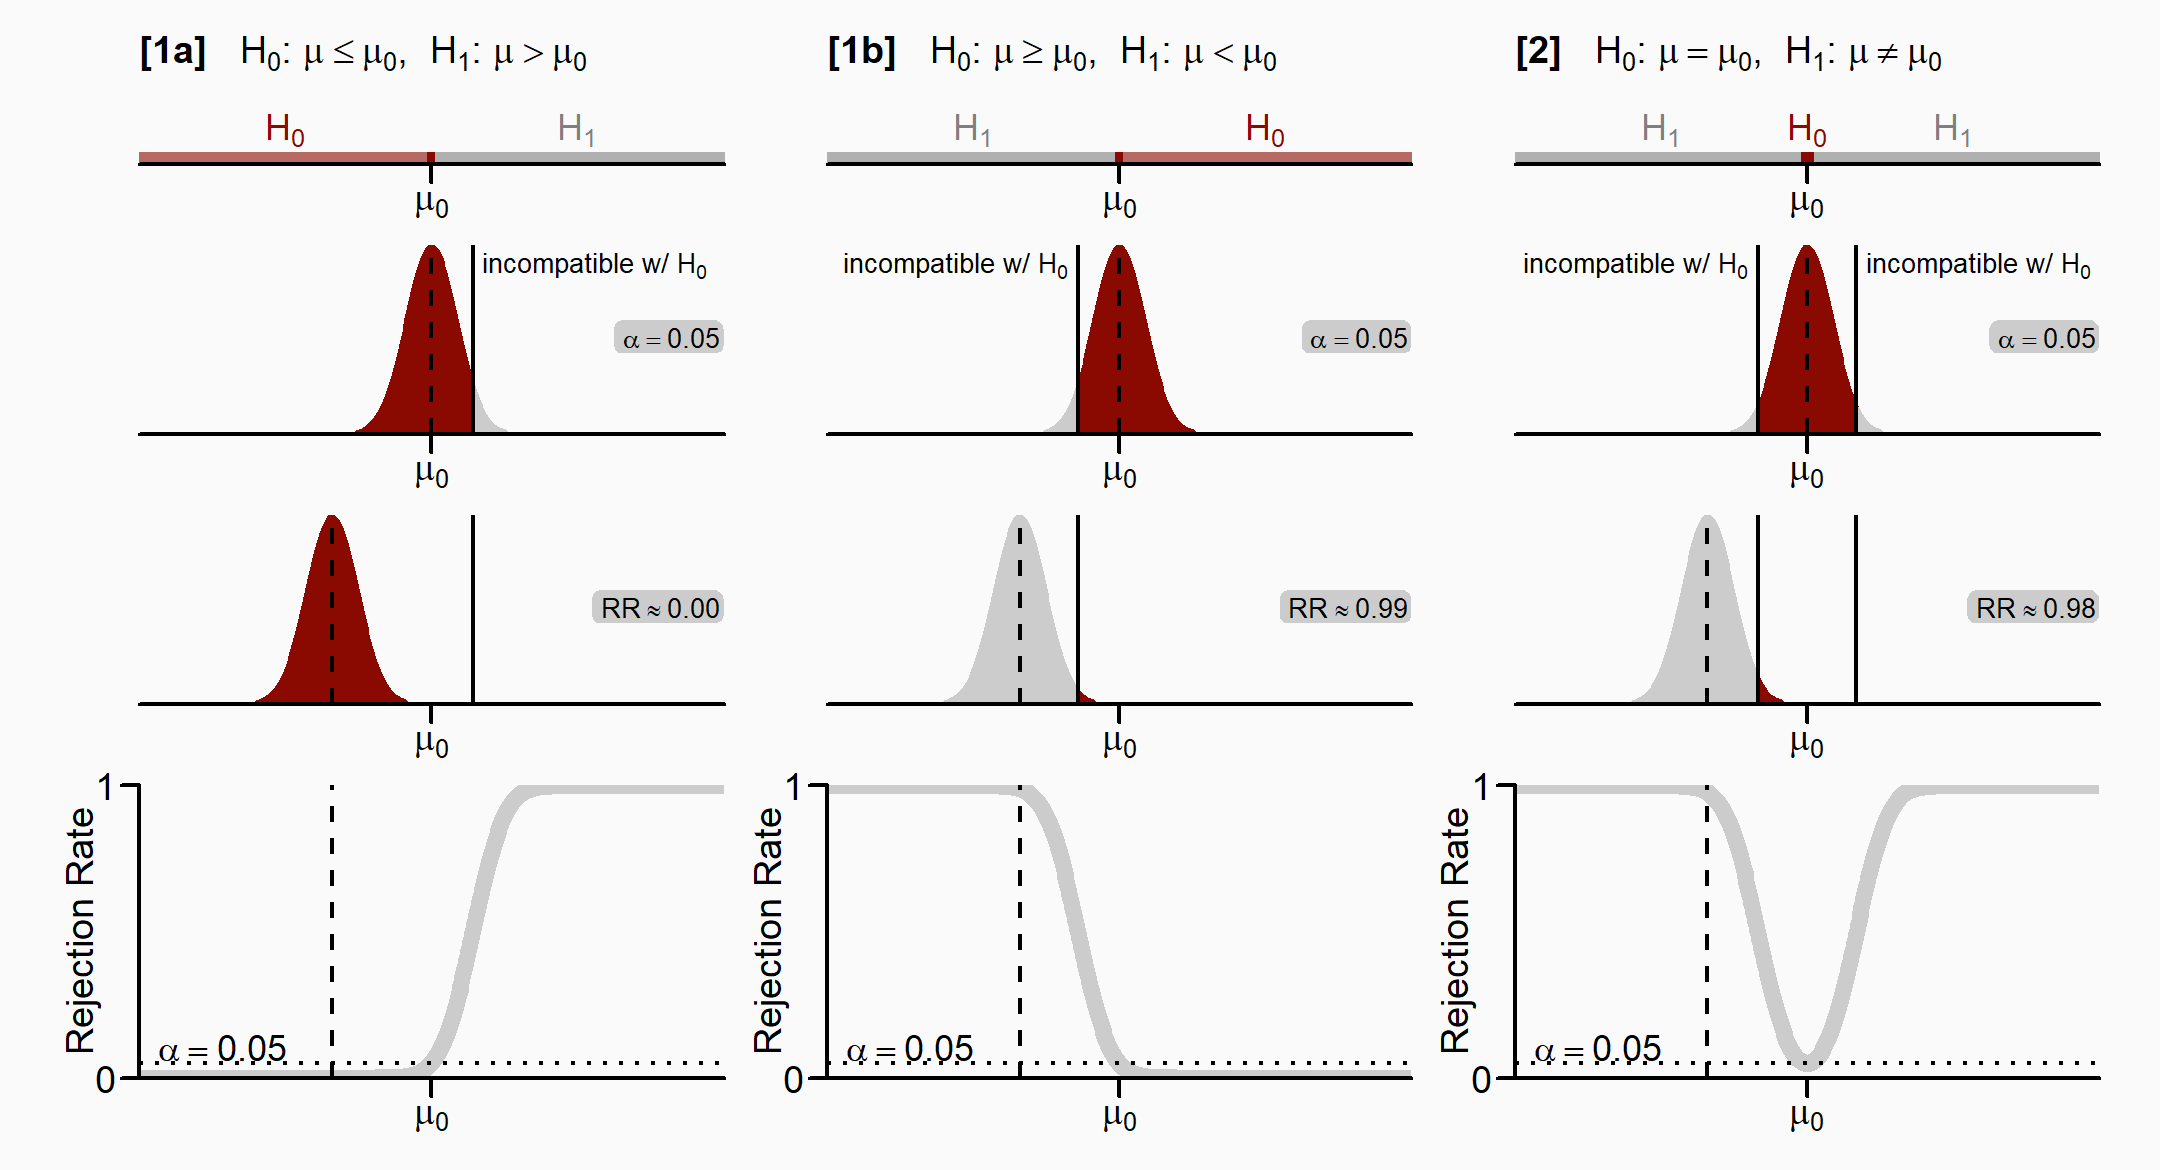 [1a] H₀: μ ≤ μ₀, H₁: μ > μ₀
H₀ H₁
μ₀
incompatible w/ H₀
α = 0.05
μ₀
RR ≈ 0.00
μ₀
1
Rejection Rate
α = 0.05
0
μ₀
[1b] H₀: μ ≥ μ₀, H₁: μ < μ₀
H₁ H₀
μ₀
incompatible w/ H₀
α = 0.05
μ₀
RR ≈ 0.99
μ₀
1
Rejection Rate
α = 0.05
0
μ₀
[2] H₀: μ = μ₀, H₁: μ ≠ μ₀
H₁ H₀ H₁
μ₀
incompatible w/ H₀ incompatible w/ H₀
α = 0.05
μ₀
RR ≈ 0.98
μ₀
1
Rejection Rate
α = 0.05
0
μ₀